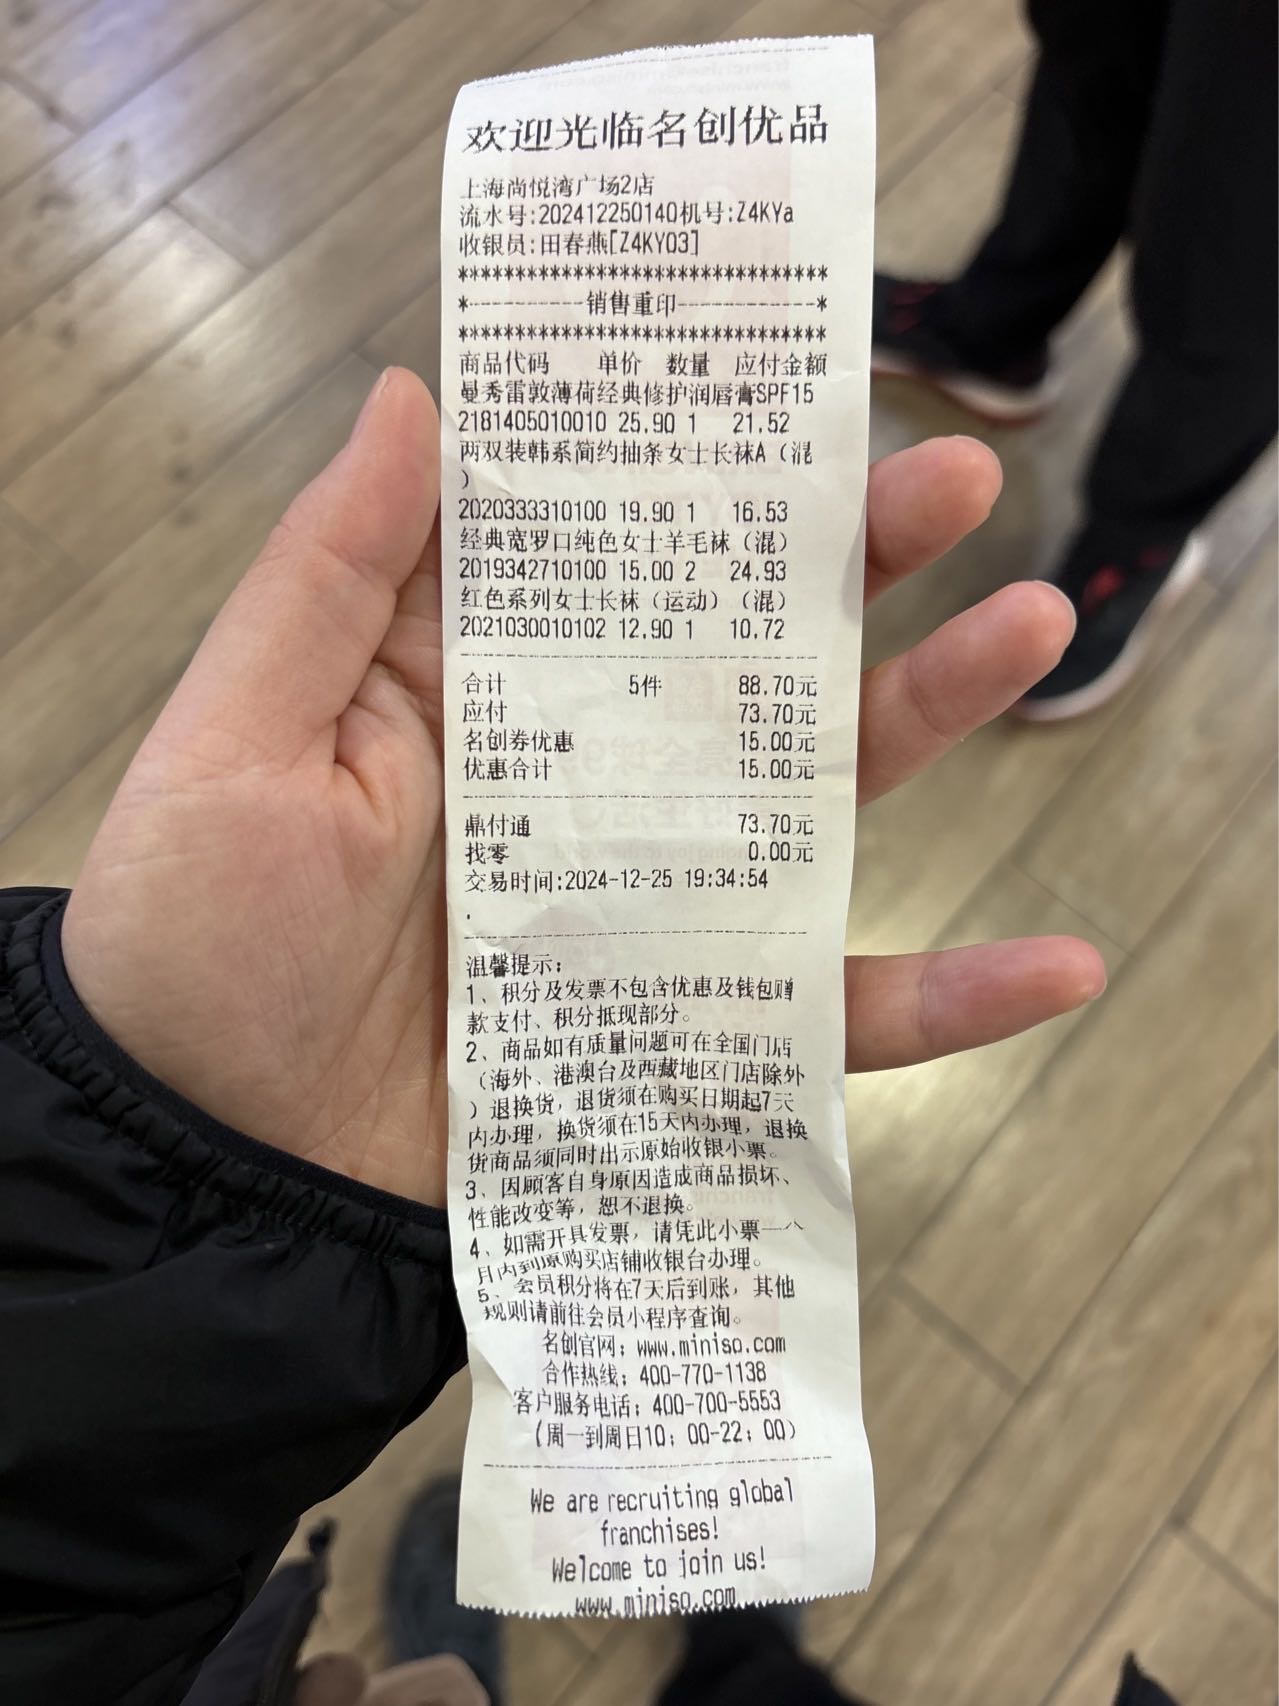 欢迎光临名创优品
上海尚悦湾广场2店
流水号:202412250140机号:Z4KYa
收银员:田春燕[Z4KY03]
********************************
*----------销售重印------------*
********************************
商品代码 单价 数量 应付金额
曼秀雷敦薄荷经典修护润唇膏SPF15
2181405010010 25.90 1 21.52
两双装韩系简约抽条女士长袜A（混
）
2020333310100 19.90 1 16.53
经典宽罗口纯色女士羊毛袜（混）
2019342710100 15.00 2 24.93
红色系列女士长袜（运动）（混）
2021030010102 12.90 1 10.72
合计 5件 88.70元
应付 73.70元
名创券优惠 15.00元
优惠合计 15.00元
鼎付通 73.70元
找零 0.00元
交易时间:2024-12-25 19:34:54
.
温馨提示：
1、积分及发票不包含优惠及钱包赠
款支付、积分抵现部分。
2、商品如有质量问题可在全国门店
（海外、港澳台及西藏地区门店除外
）退换货，退货须在购买日期起7天
内办理，换货须在15天内办理，退换
货商品须同时出示原始收银小票。
3、因顾客自身原因造成商品损坏、
性能改变等，恕不退换。
4、如需开具发票，请凭此小票一个
月内到原购买店铺收银台办理。
5、会员积分将在7天后到账，其他
规则请前往会员小程序查询。
名创官网：www.miniso.com
合作热线：400-770-1138
客户服务电话：400-700-5553
（周一到周日10：00-22：00）
We are recruiting global
franchises!
Welcome to join us!
www.miniso.com